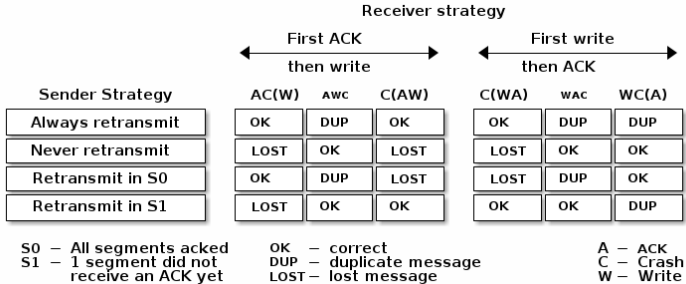 Receiver strategy
First ACK First write
then write then ACK
Sender Strategy AC(W) AWC C(AW) C(WA) WAC WC(A)
Always retransmit OK DUP OK OK DUP DUP
Never retransmit LOST OK LOST LOST OK OK
Retransmit in S0 OK DUP LOST LOST DUP OK
Retransmit in S1 LOST OK OK OK OK DUP
S0 – All segments acked OK – correct A – ACK
S1 – 1 segment did not DUP – duplicate message C – Crash
receive an ACK yet LOST – lost message W – Write